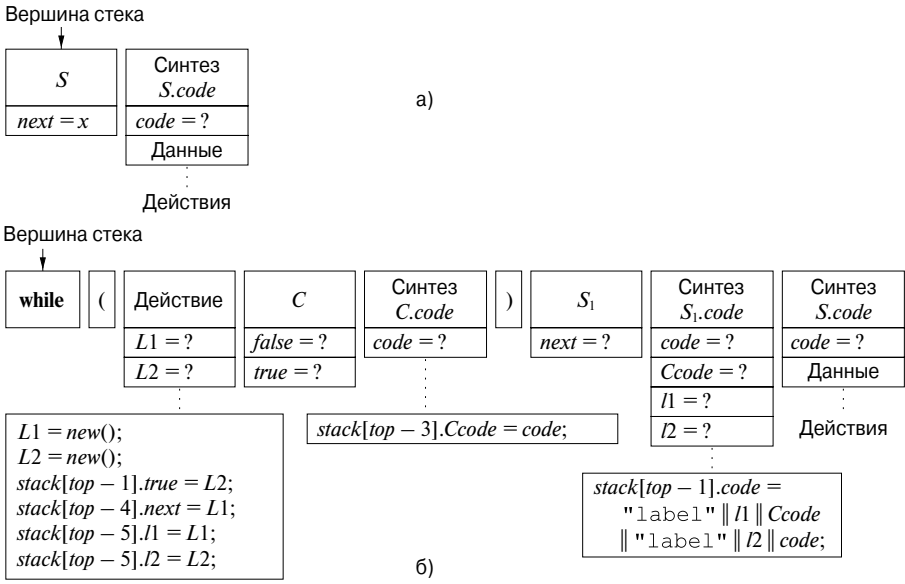 Вершина стека
S
Синтез
S.code
next = x
code = ?
Данные
Действия
а)
Вершина стека
while
(
Действие
C
Синтез
C.code
)
S₁
Синтез
S₁.code
Синтез
S.code
L1 = ?
false = ?
code = ?
next = ?
code = ?
code = ?
L2 = ?
true = ?
Ccode = ?
Данные
l1 = ?
l2 = ?
Действия
L1 = new();
L2 = new();
stack[top − 1].true = L2;
stack[top − 4].next = L1;
stack[top − 5].l1 = L1;
stack[top − 5].l2 = L2;
stack[top − 3].Ccode = code;
stack[top − 1].code =
"label" || l1 || Ccode
|| "label" || l2 || code;
б)